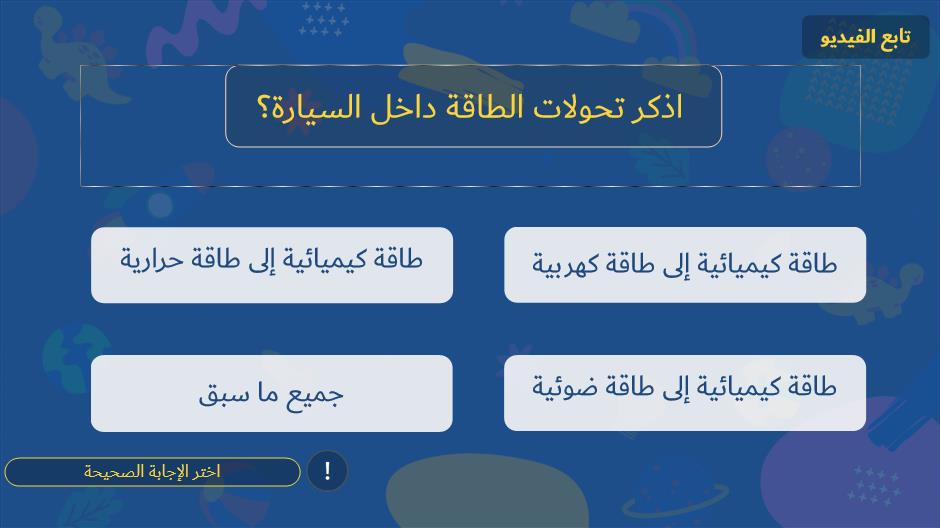 تابع الفيديو
اذكر تحولات الطاقة داخل السيارة؟
طاقة كيميائية إلى طاقة كهربية
طاقة كيميائية إلى طاقة حرارية
طاقة كيميائية إلى طاقة ضوئية
جميع ما سبق
!
اختر الإجابة الصحيحة